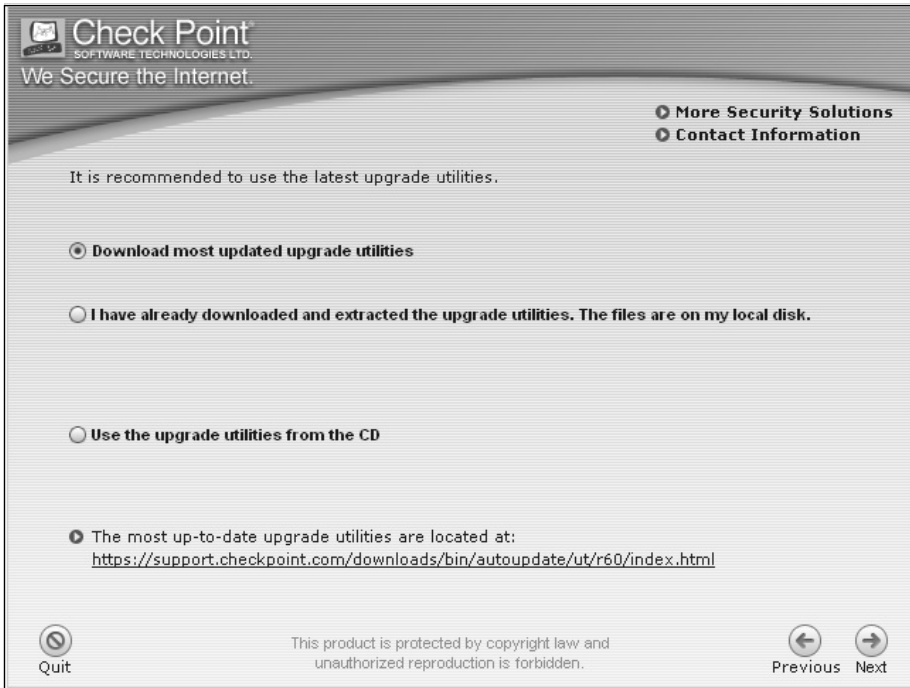 Check Point
SOFTWARE TECHNOLOGIES LTD.
We Secure the Internet.
More Security Solutions
Contact Information
It is recommended to use the latest upgrade utilities.
Download most updated upgrade utilities
I have already downloaded and extracted the upgrade utilities. The files are on my local disk.
Use the upgrade utilities from the CD
The most up-to-date upgrade utilities are located at:
https://support.checkpoint.com/downloads/bin/autoupdate/ut/r60/index.html
This product is protected by copyright law and
unauthorized reproduction is forbidden.
Quit
Previous
Next